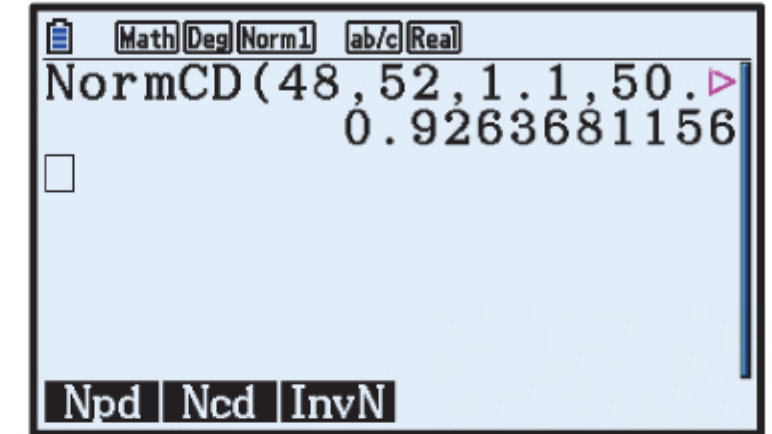 Math Deg Norm1 ab/c Real
NormCD(48,52,1.1,50.▷
0.9263681156
Npd Ncd InvN